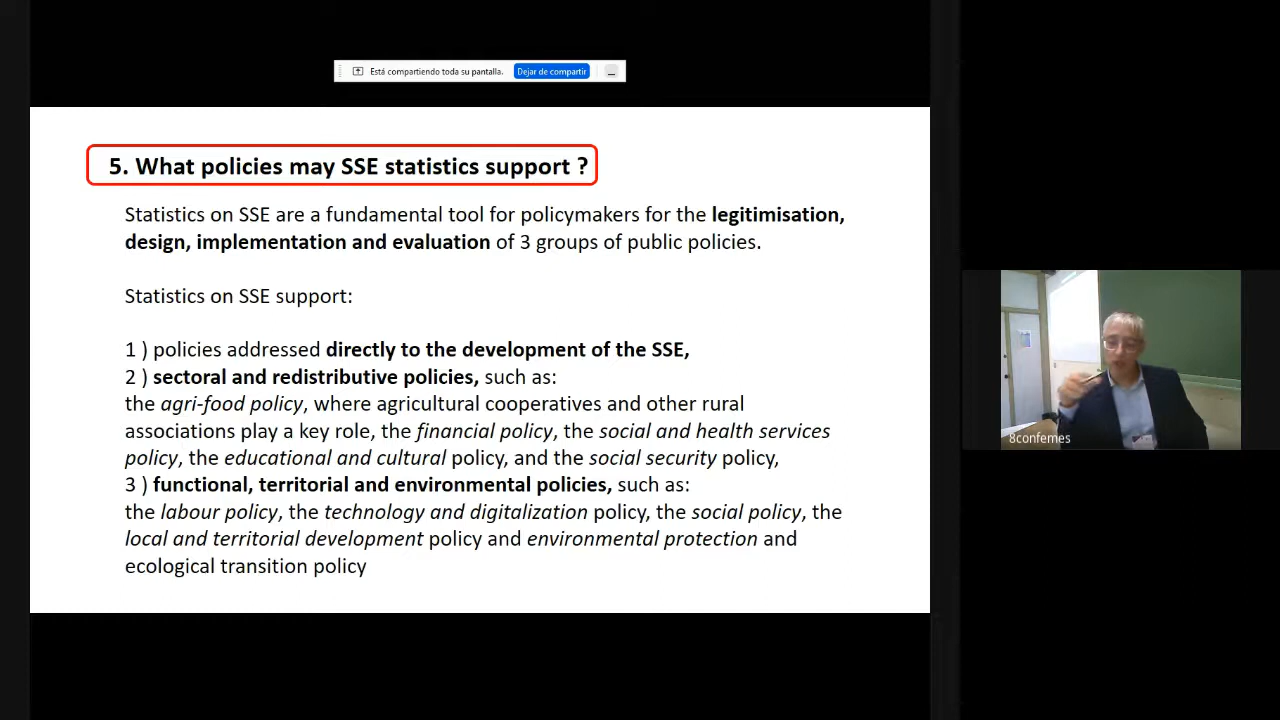 Está compartiendo toda su pantalla. Dejar de compartir
5. What policies may SSE statistics support ?
Statistics on SSE are a fundamental tool for policymakers for the legitimisation,
design, implementation and evaluation of 3 groups of public policies.
Statistics on SSE support:
1 ) policies addressed directly to the development of the SSE,
2 ) sectoral and redistributive policies, such as:
the agri-food policy, where agricultural cooperatives and other rural
associations play a key role, the financial policy, the social and health services
policy, the educational and cultural policy, and the social security policy,
3 ) functional, territorial and environmental policies, such as:
the labour policy, the technology and digitalization policy, the social policy, the
local and territorial development policy and environmental protection and
ecological transition policy
8confemes